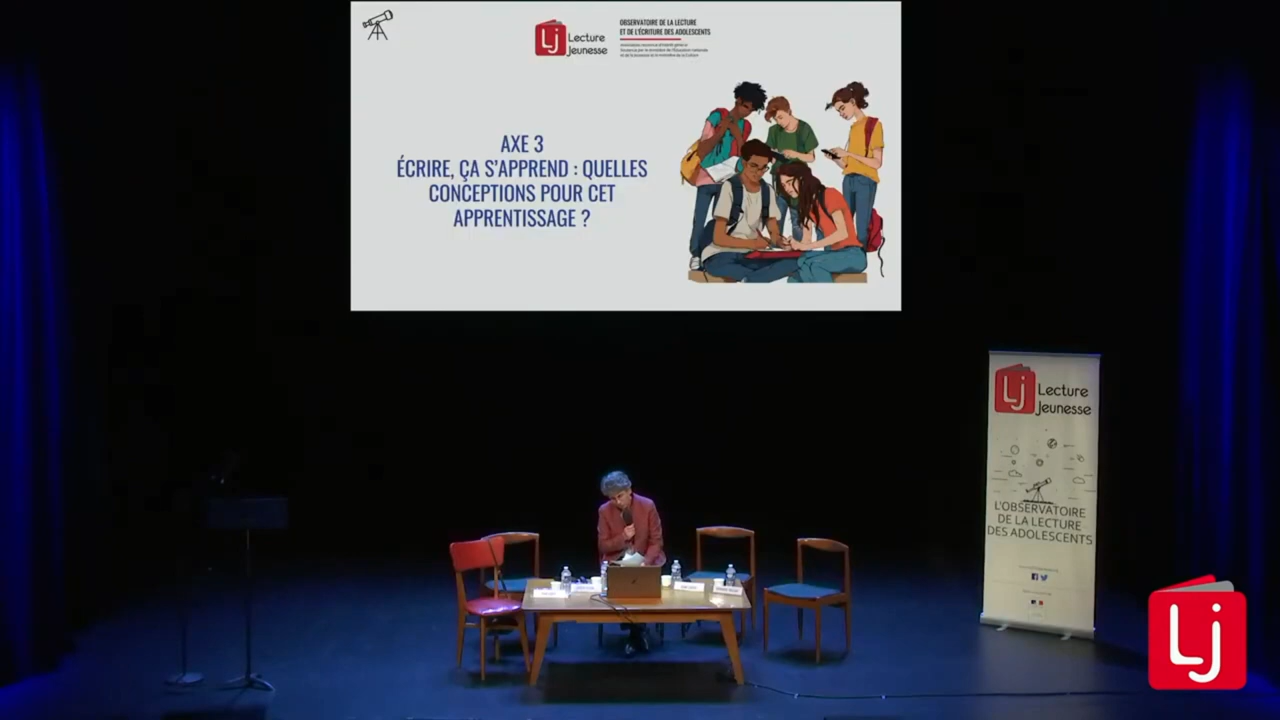 Lj Lecture
jeunesse
OBSERVATOIRE DE LA LECTURE
ET DE L'ÉCRITURE DES ADOLESCENTS
AXE 3
ÉCRIRE, ÇA S'APPREND : QUELLES
CONCEPTIONS POUR CET
APPRENTISSAGE ?
Lj Lecture
jeunesse
L'OBSERVATOIRE
DE LA LECTURE
DES ADOLESCENTS
Lj